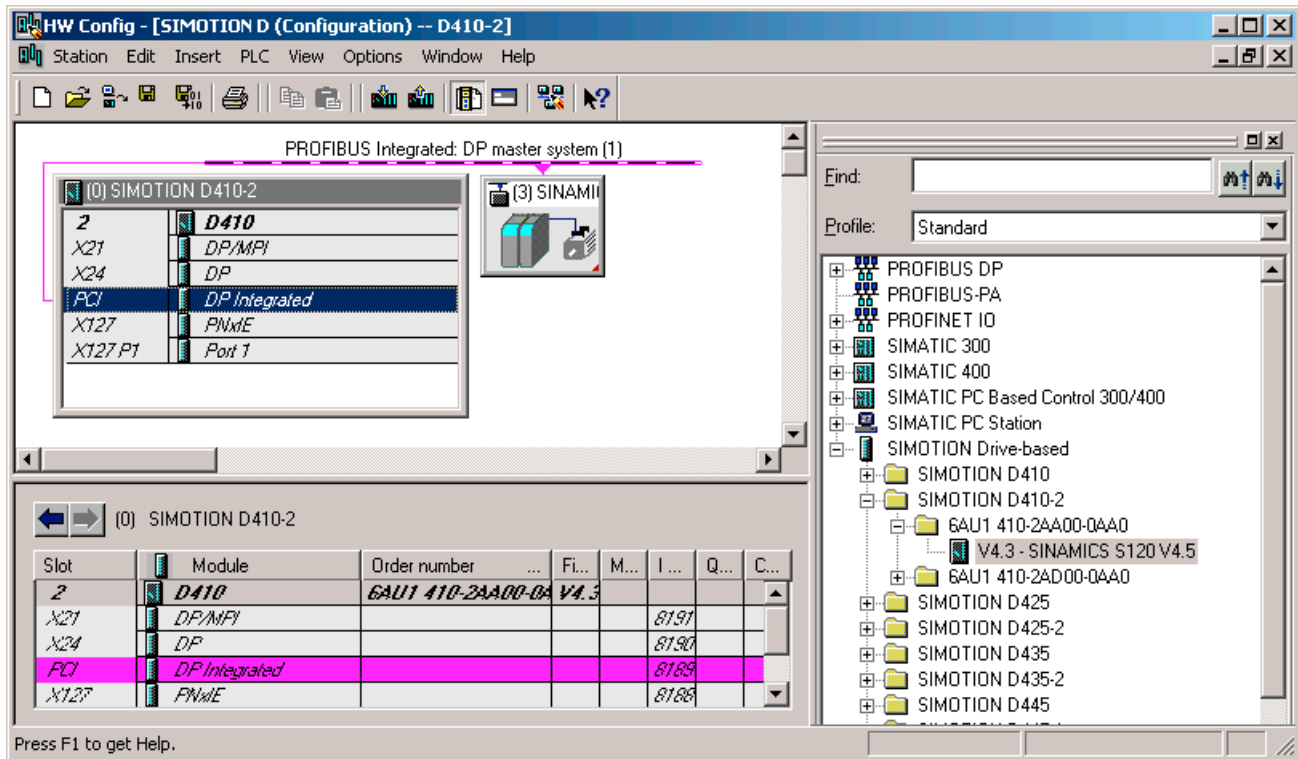 HW Config - [SIMOTION D (Configuration) -- D410-2]
Station Edit Insert PLC View Options Window Help
PROFIBUS Integrated: DP master system (1)
(0) SIMOTION D410-2
2 D410
X21 DP/MPI
X24 DP
PCI DP Integrated
X127 PNxIE
X127 P1 Port 1
(3) SINAMI
Find:
Profile: Standard
PROFIBUS DP
PROFIBUS-PA
PROFINET IO
SIMATIC 300
SIMATIC 400
SIMATIC PC Based Control 300/400
SIMATIC PC Station
SIMOTION Drive-based
SIMOTION D410
SIMOTION D410-2
6AU1 410-2AA00-0AA0
V4.3 - SINAMICS S120 V4.5
6AU1 410-2AD00-0AA0
SIMOTION D425
SIMOTION D425-2
SIMOTION D435
SIMOTION D435-2
SIMOTION D445
(0) SIMOTION D410-2
Slot Module Order number ... Fi... M... I ... Q... C...
2 D410 6AU1 410-2AA00-0A V4.3
X21 DP/MPI 8191
X24 DP 8190
PCI DP Integrated 8189
X127 PNxIE 8188
Press F1 to get Help.